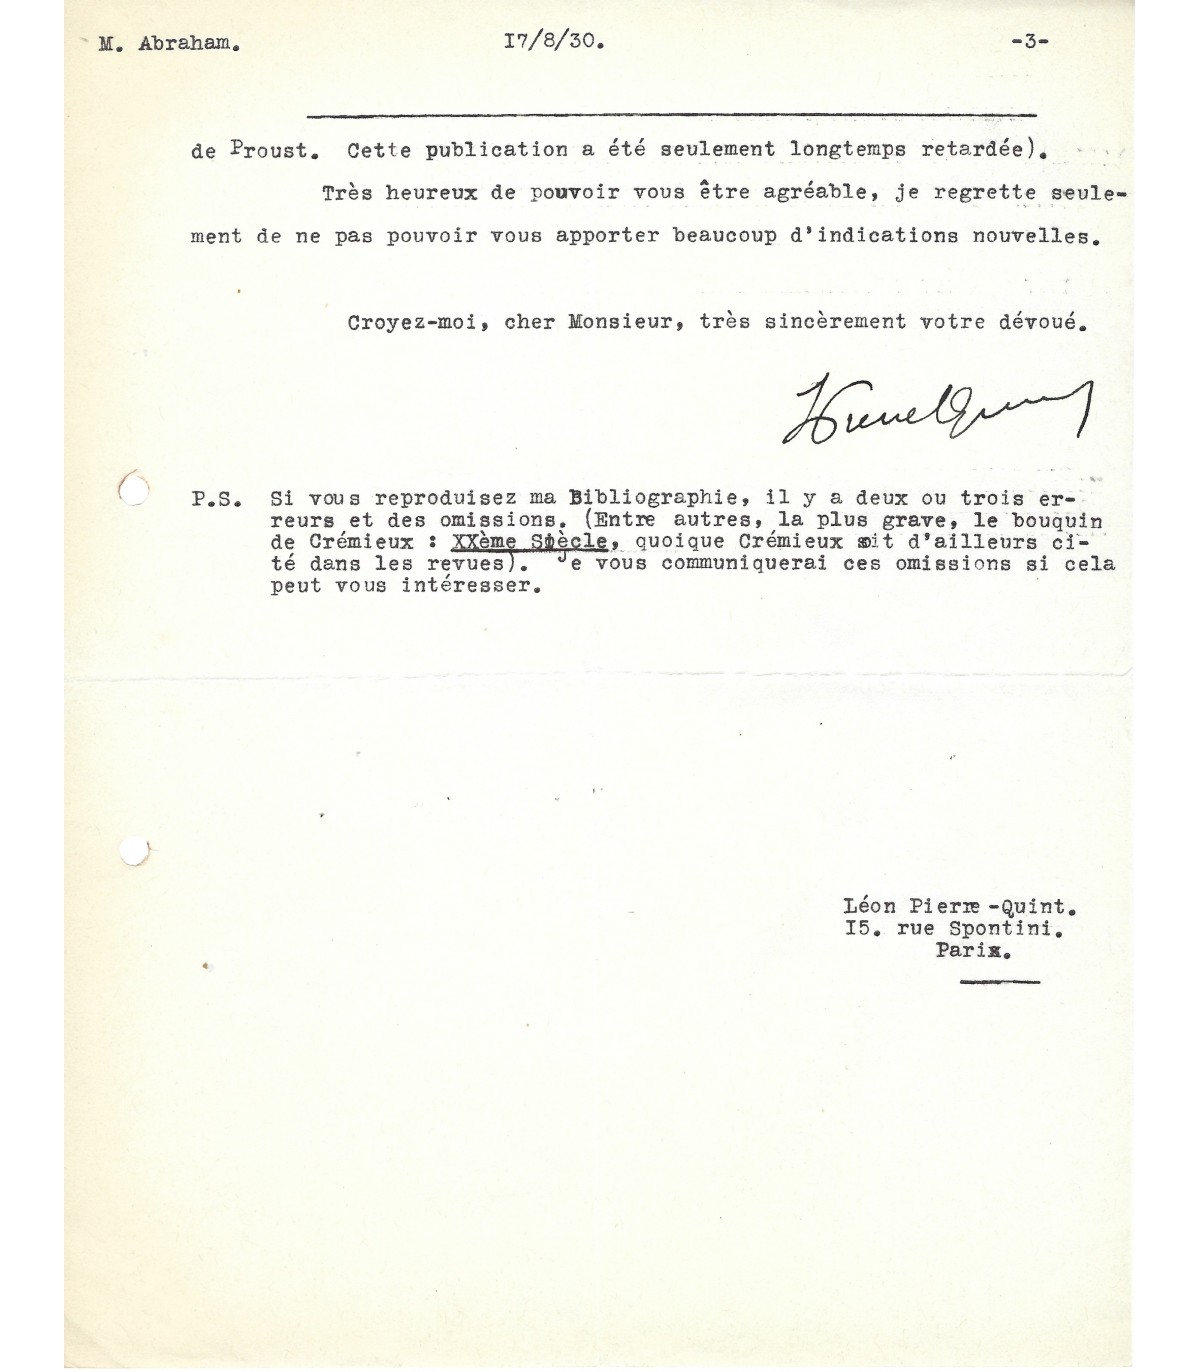 M. Abraham. I7/8/30. -3-
de Proust. Cette publication a été seulement longtemps retardée).
Très heureux de pouvoir vous être agréable, je regrette seule-
ment de ne pas pouvoir vous apporter beaucoup d'indications nouvelles.
Croyez-moi, cher Monsieur, très sincèrement votre dévoué.
P.S. Si vous reproduisez ma Bibliographie, il y a deux ou trois er-
reurs et des omissions. (Entre autres, la plus grave, le bouquin
de Crémieux : XXème Siècle, quoique Crémieux soit d'ailleurs ci-
té dans les revues). Je vous communiquerai ces omissions si cela
peut vous intéresser.
Léon Pierre-Quint.
I5. rue Spontini.
Paris.